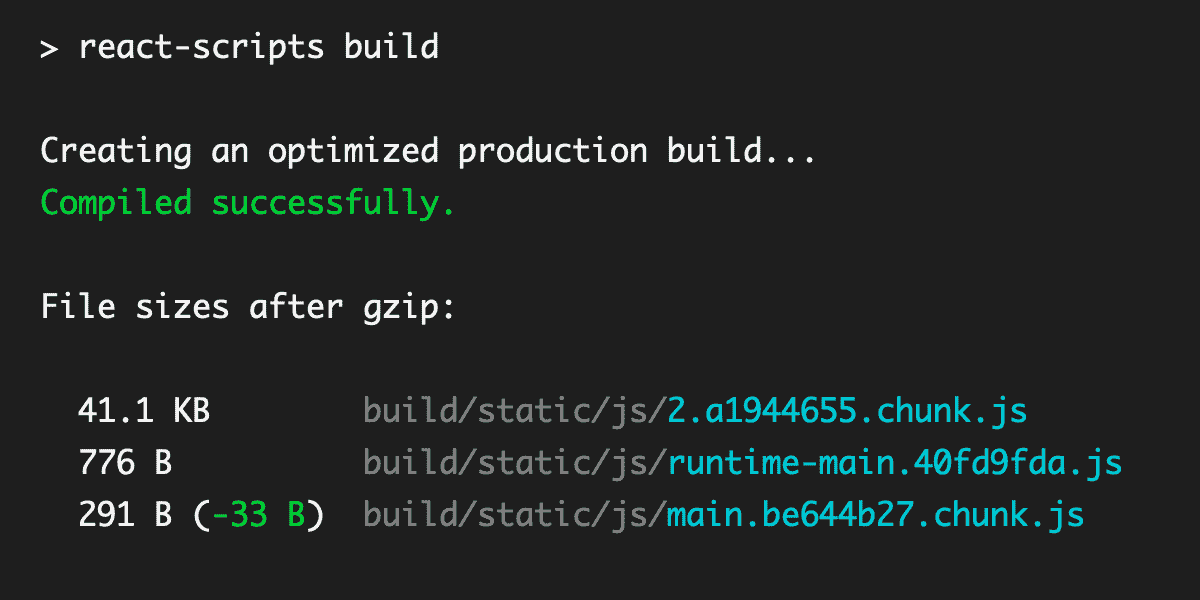 > react-scripts build
Creating an optimized production build...
Compiled successfully.
File sizes after gzip:
41.1 KB build/static/js/2.a1944655.chunk.js
776 B build/static/js/runtime-main.40fd9fda.js
291 B (-33 B) build/static/js/main.be644b27.chunk.js